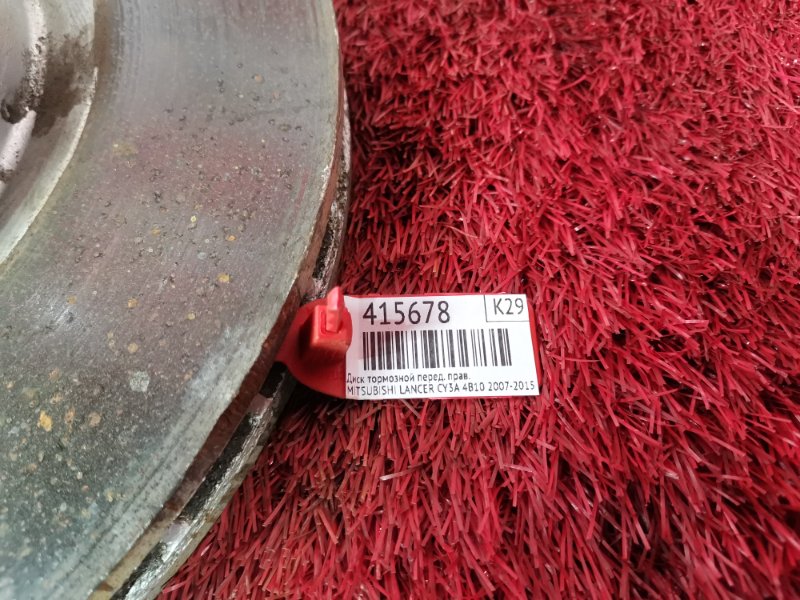 415678 K29
Диск тормозной перед. прав.
MITSUBISHI LANCER CY3A 4B10 2007-2015